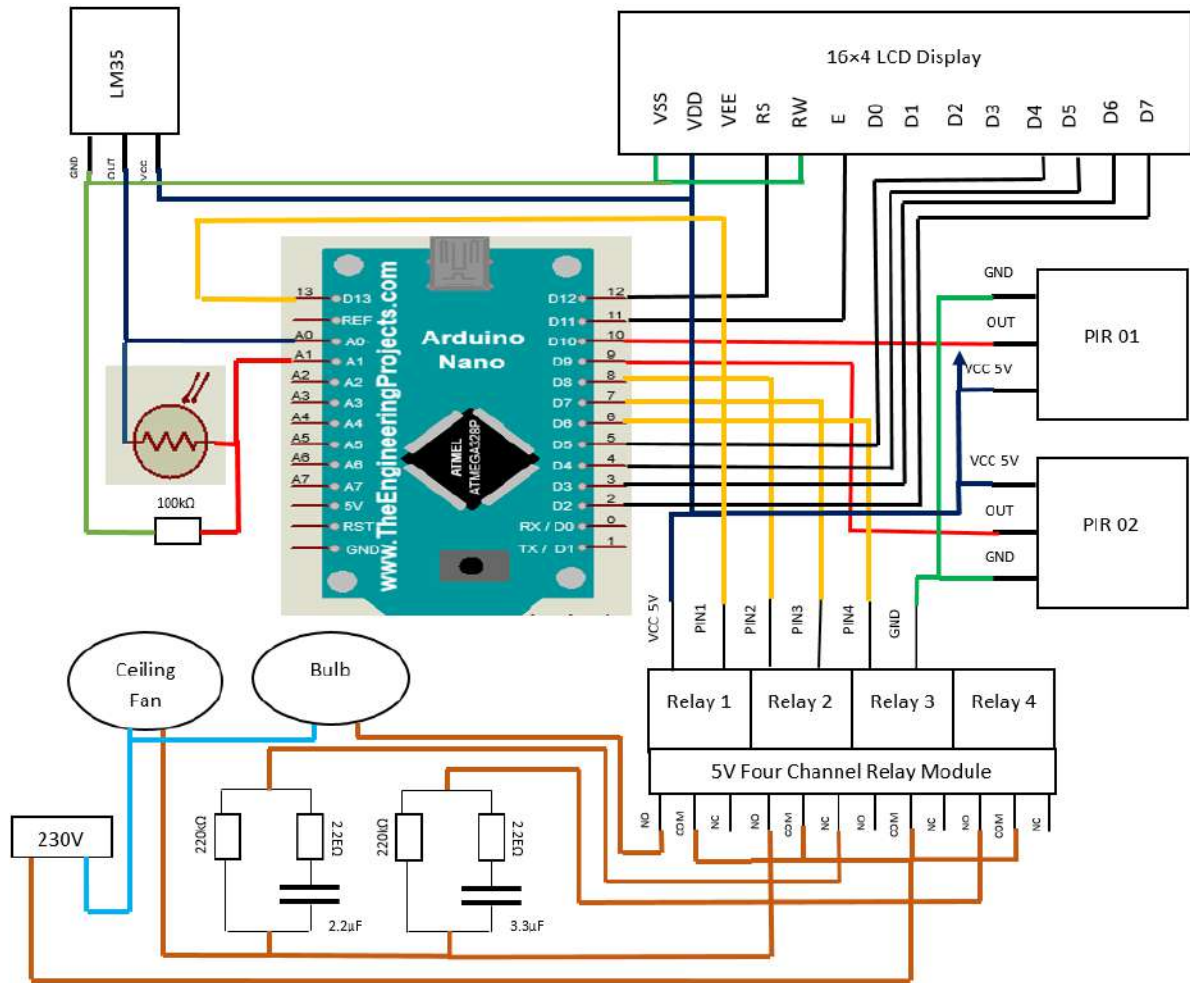 LM35
GND
OUT
VCC
16×4 LCD Display
VSS
VDD
VEE
RS
RW
E
D0
D1
D2
D3
D4
D5
D6
D7
www.TheEngineeringProjects.com
Arduino
Nano
ATMEL
ATMEGA328P
13
D13
REF
A0
A0
A1
A1
A2
A2
A3
A3
A4
A4
A5
A5
A6
A6
A7
A7
5V
RST
GND
D12
12
D11
11
D10
10
D9
9
D8
8
D7
7
D6
6
D5
5
D4
4
D3
3
D2
2
RX / D0
0
TX / D1
1
100kΩ
GND
OUT
VCC 5V
PIR 01
VCC 5V
OUT
GND
PIR 02
VCC 5V
PIN1
PIN2
PIN3
PIN4
GND
Relay 1
Relay 2
Relay 3
Relay 4
5V Four Channel Relay Module
NO
COM
NC
NO
COM
NC
NO
COM
NC
NO
COM
NC
Ceiling
Fan
Bulb
230V
220kΩ
2.2EΩ
2.2µF
220kΩ
2.2EΩ
3.3µF